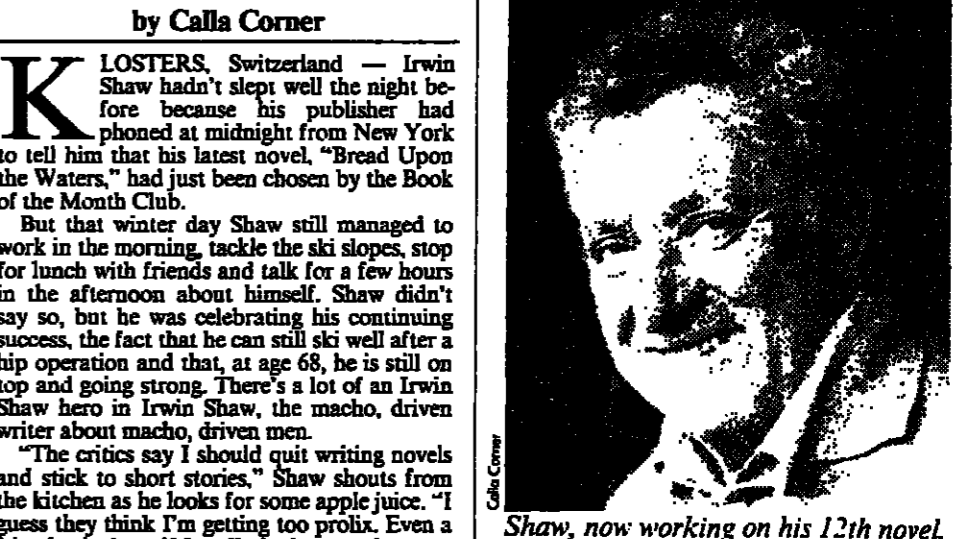 by Calla Corner
KLOSTERS, Switzerland — Irwin
Shaw hadn't slept well the night be-
fore because his publisher had
phoned at midnight from New York
to tell him that his latest novel, “Bread Upon
the Waters,” had just been chosen by the Book
of the Month Club.
But that winter day Shaw still managed to
work in the morning, tackle the ski slopes, stop
for lunch with friends and talk for a few hours
in the afternoon about himself. Shaw didn't
say so, but he was celebrating his continuing
success, the fact that he can still ski well after a
hip operation and that, at age 68, he is still on
top and going strong. There's a lot of an Irwin
Shaw hero in Irwin Shaw, the macho, driven
writer about macho, driven men.
“The critics say I should quit writing novels
and stick to short stories,” Shaw shouts from
the kitchen as he looks for some apple juice. “I
guess they think I'm getting too prolix. Even a
Calla Corner
Shaw, now working on his 12th novel.